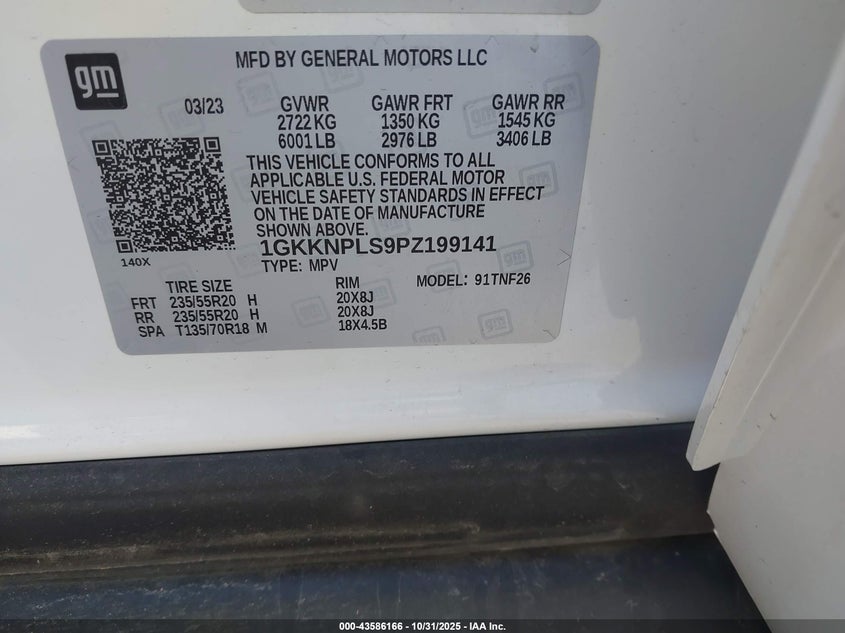 gm
MFD BY GENERAL MOTORS LLC
03/23 GVWR GAWR FRT GAWR RR
2722 KG 1350 KG 1545 KG
6001 LB 2976 LB 3406 LB
THIS VEHICLE CONFORMS TO ALL
APPLICABLE U.S. FEDERAL MOTOR
VEHICLE SAFETY STANDARDS IN EFFECT
ON THE DATE OF MANUFACTURE
SHOWN ABOVE.
1GKKNPLS9PZ199141
140X
TYPE: MPV MODEL: 91TNF26
TIRE SIZE RIM
FRT 235/55R20 H 20X8J
RR 235/55R20 H 20X8J
SPA T135/70R18 M 18X4.5B
000-43586166 - 10/31/2025 - IAA Inc.